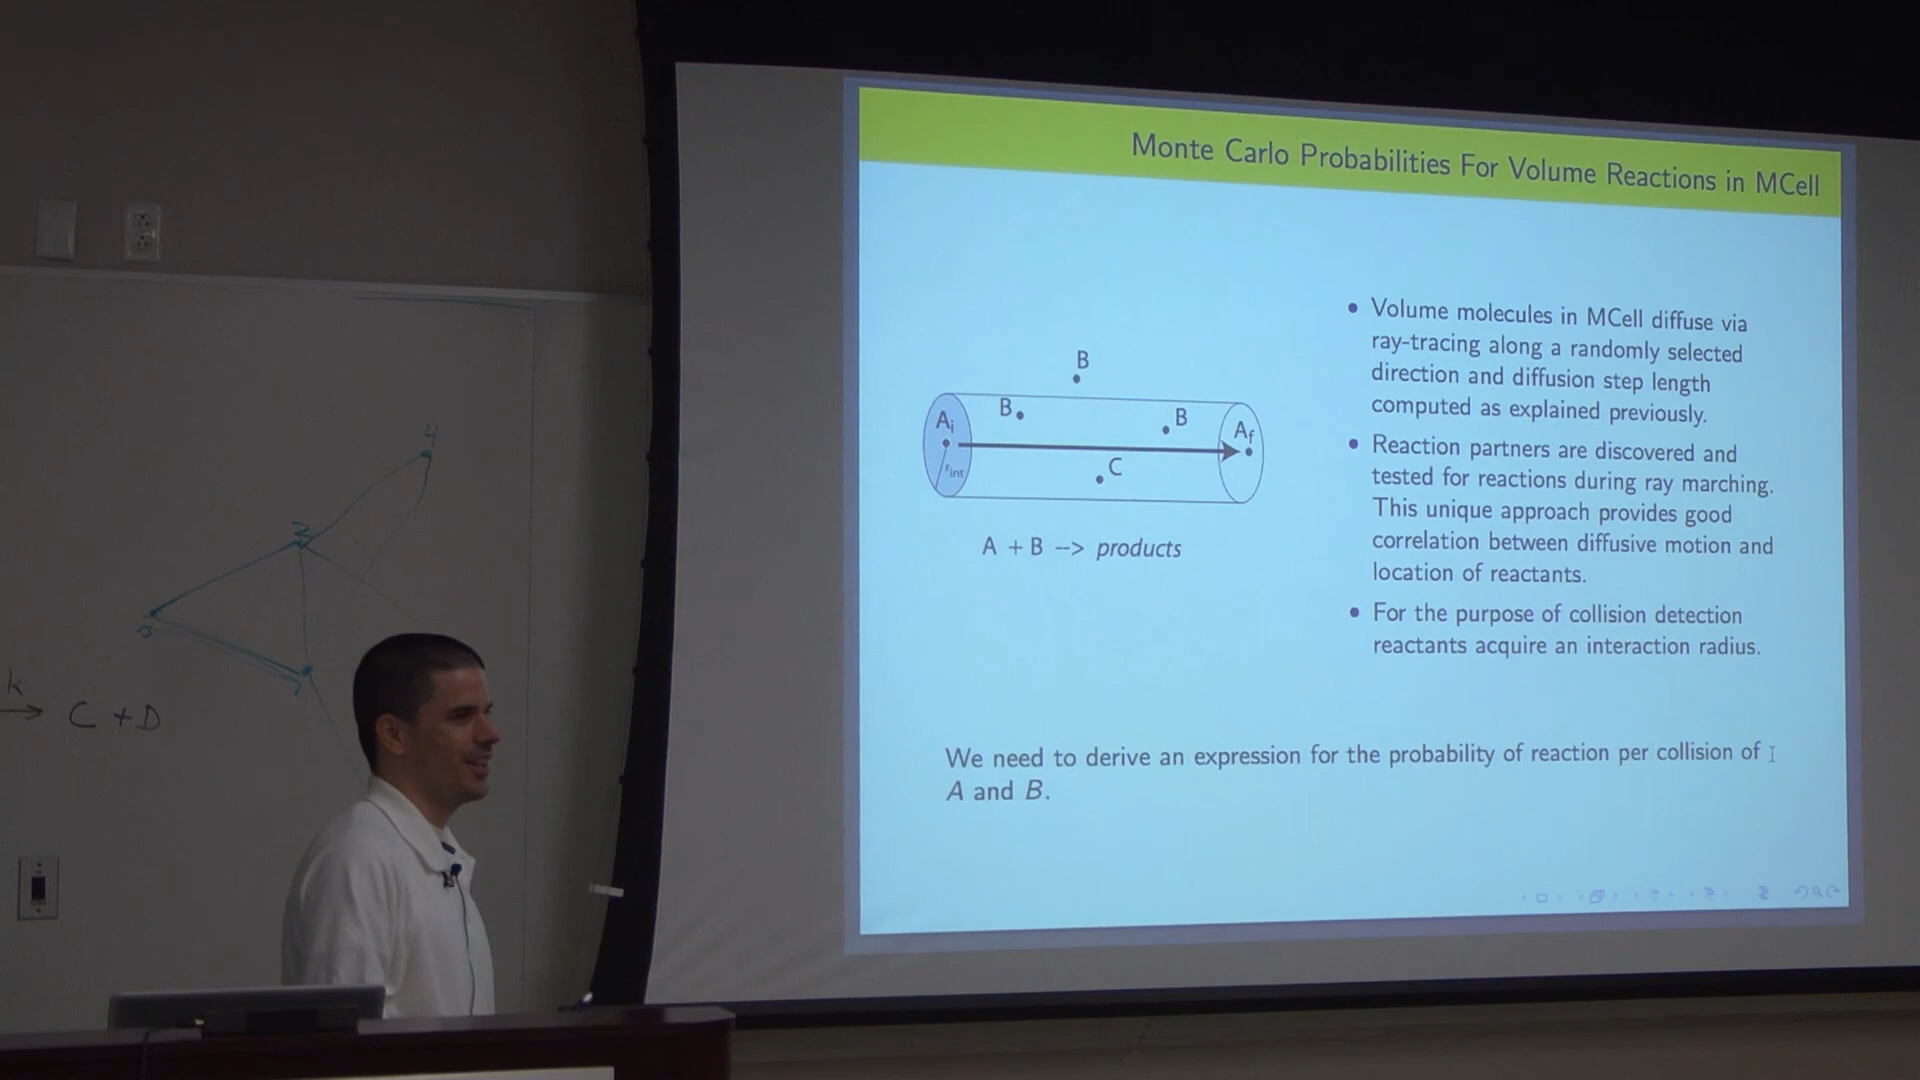 Monte Carlo Probabilities For Volume Reactions in MCell
B
B
B
Ai
Af
rint
C
A + B –> products
• Volume molecules in MCell diffuse via
ray-tracing along a randomly selected
direction and diffusion step length
computed as explained previously.
• Reaction partners are discovered and
tested for reactions during ray marching.
This unique approach provides good
correlation between diffusive motion and
location of reactants.
• For the purpose of collision detection
reactants acquire an interaction radius.
We need to derive an expression for the probability of reaction per collision of
A and B.
k
→ C + D